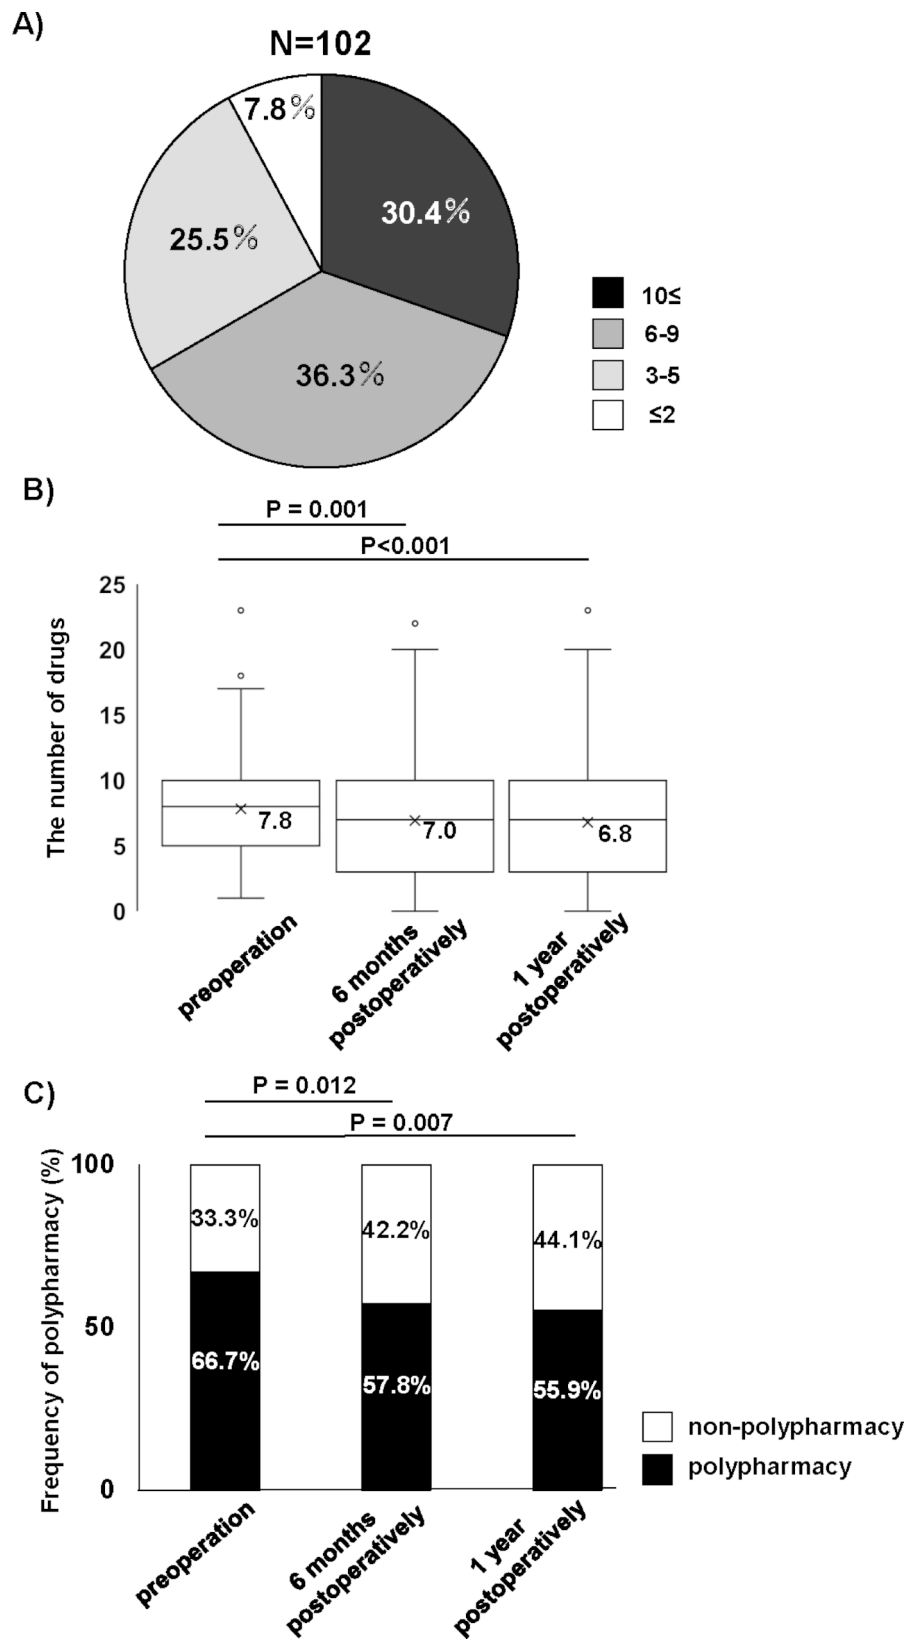 A)
N=102
7.8%
30.4%
25.5%
36.3%
10≤
6-9
3-5
≤2
B)
P = 0.001
P<0.001
The number of drugs
25
20
15
10
5
0
7.8
7.0
6.8
preoperation
6 months
postoperatively
1 year
postoperatively
C)
P = 0.012
P = 0.007
Frequency of polypharmacy (%)
100
50
0
33.3%
42.2%
44.1%
66.7%
57.8%
55.9%
non-polypharmacy
polypharmacy
preoperation
6 months
postoperatively
1 year
postoperatively